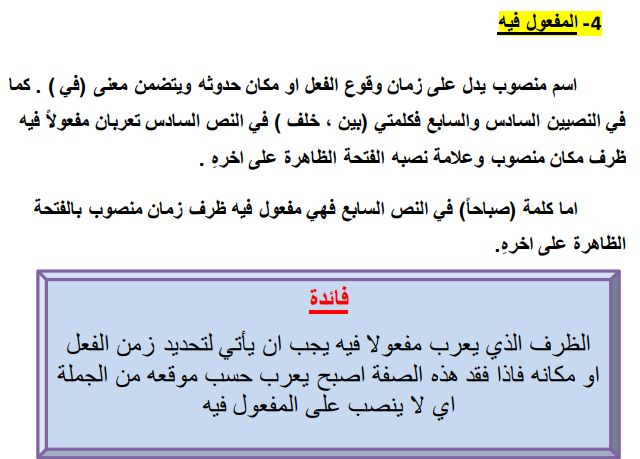 4- المفعول فيه
اسم منصوب يدل على زمان وقوع الفعل او مكان حدوثه ويتضمن معنى (في) . كما
في النصيين السادس والسابع فكلمتي (بين ، خلف ) في النص السادس تعربان مفعولاً فيه
ظرف مكان منصوب وعلامة نصبه الفتحة الظاهرة على اخرهِ .
اما كلمة (صباحاً) في النص السابع فهي مفعول فيه ظرف زمان منصوب بالفتحة
الظاهرة على اخرهِ.
فائدة
الظرف الذي يعرب مفعولا فيه يجب ان يأتي لتحديد زمن الفعل
او مكانه فاذا فقد هذه الصفة اصبح يعرب حسب موقعه من الجملة
اي لا ينصب على المفعول فيه